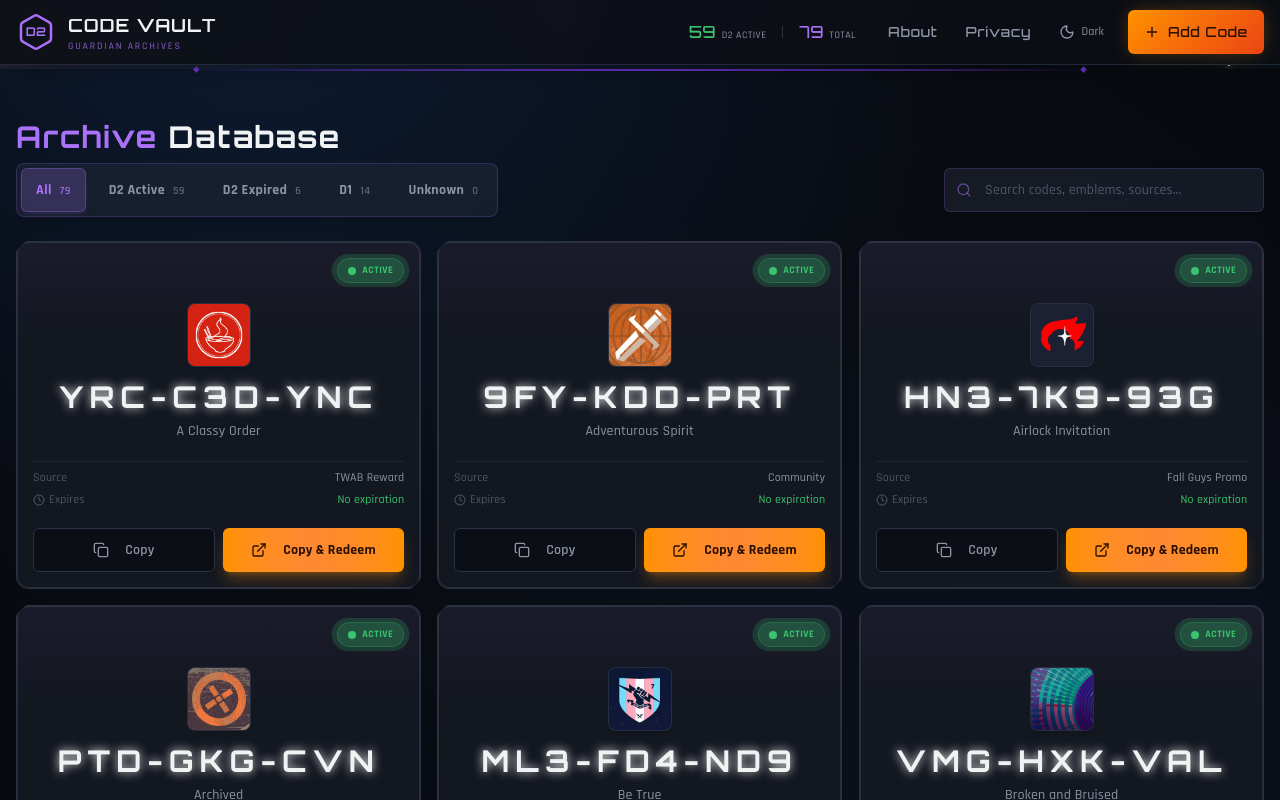 D2
CODE VAULT
GUARDIAN ARCHIVES
59 D2 ACTIVE
79 TOTAL
About
Privacy
Dark
+ Add Code
Archive Database
All 79
D2 Active 59
D2 Expired 6
D1 14
Unknown 0
Search codes, emblems, sources...
ACTIVE
YRC-C3D-YNC
A Classy Order
Source TWAB Reward
Expires No expiration
Copy
Copy & Redeem
ACTIVE
9FY-KDD-PRT
Adventurous Spirit
Source Community
Expires No expiration
Copy
Copy & Redeem
ACTIVE
HN3-7K9-93G
Airlock Invitation
Source Fall Guys Promo
Expires No expiration
Copy
Copy & Redeem
ACTIVE
PTD-GKG-CVN
Archived
ACTIVE
7
ML3-FD4-ND9
Be True
ACTIVE
VMG-HXK-VAL
Broken and Bruised